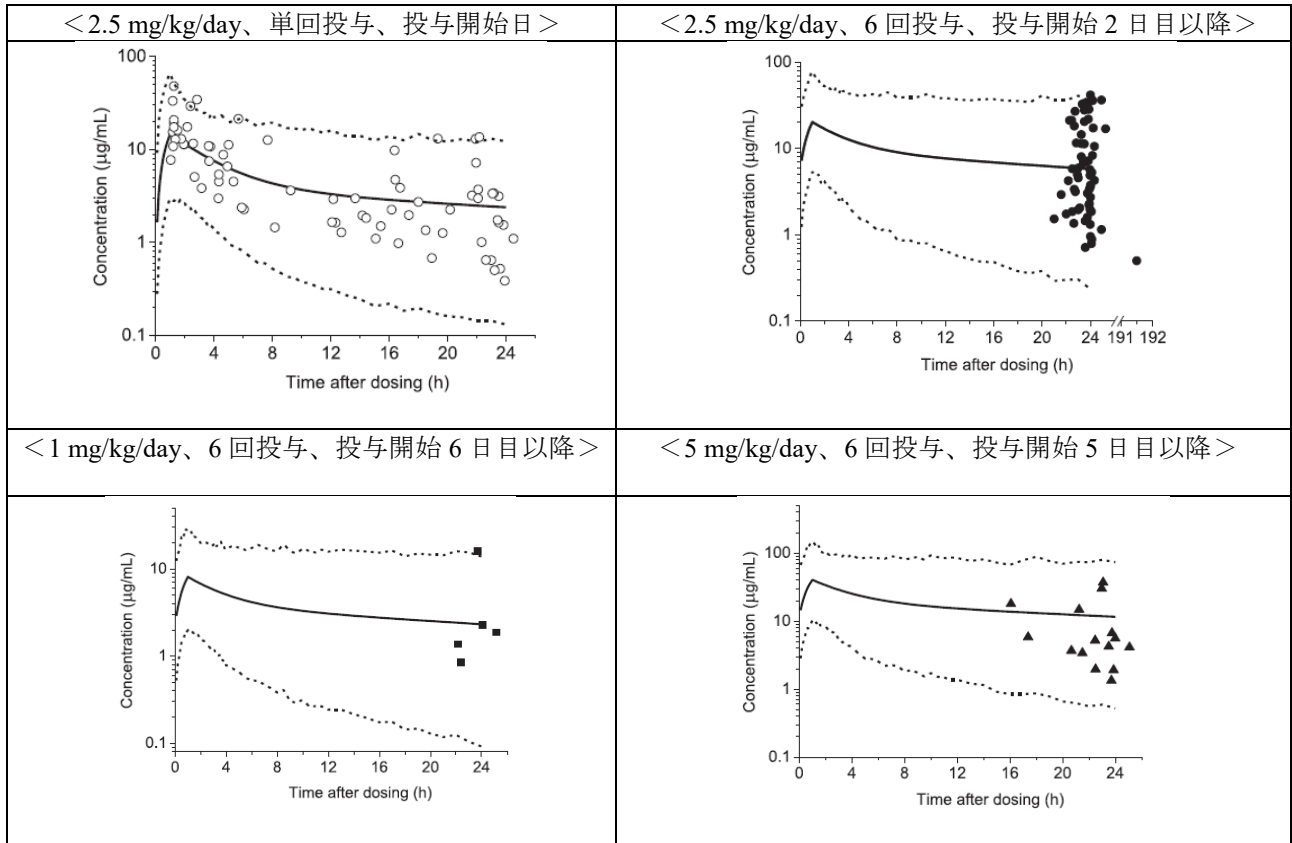 ＜2.5 mg/kg/day、単回投与、投与開始日＞
100
10
1
0.1
Concentration (μg/mL)
0 4 8 12 16 20 24
Time after dosing (h)
＜2.5 mg/kg/day、6 回投与、投与開始 2 日目以降＞
100
10
1
0.1
Concentration (μg/mL)
0 4 8 12 16 20 24 191 192
Time after dosing (h)
＜1 mg/kg/day、6 回投与、投与開始 6 日目以降＞
10
1
0.1
Concentration (μg/mL)
0 4 8 12 16 20 24
Time after dosing (h)
＜5 mg/kg/day、6 回投与、投与開始 5 日目以降＞
100
10
1
0.1
Concentration (μg/mL)
0 4 8 12 16 20 24
Time after dosing (h)